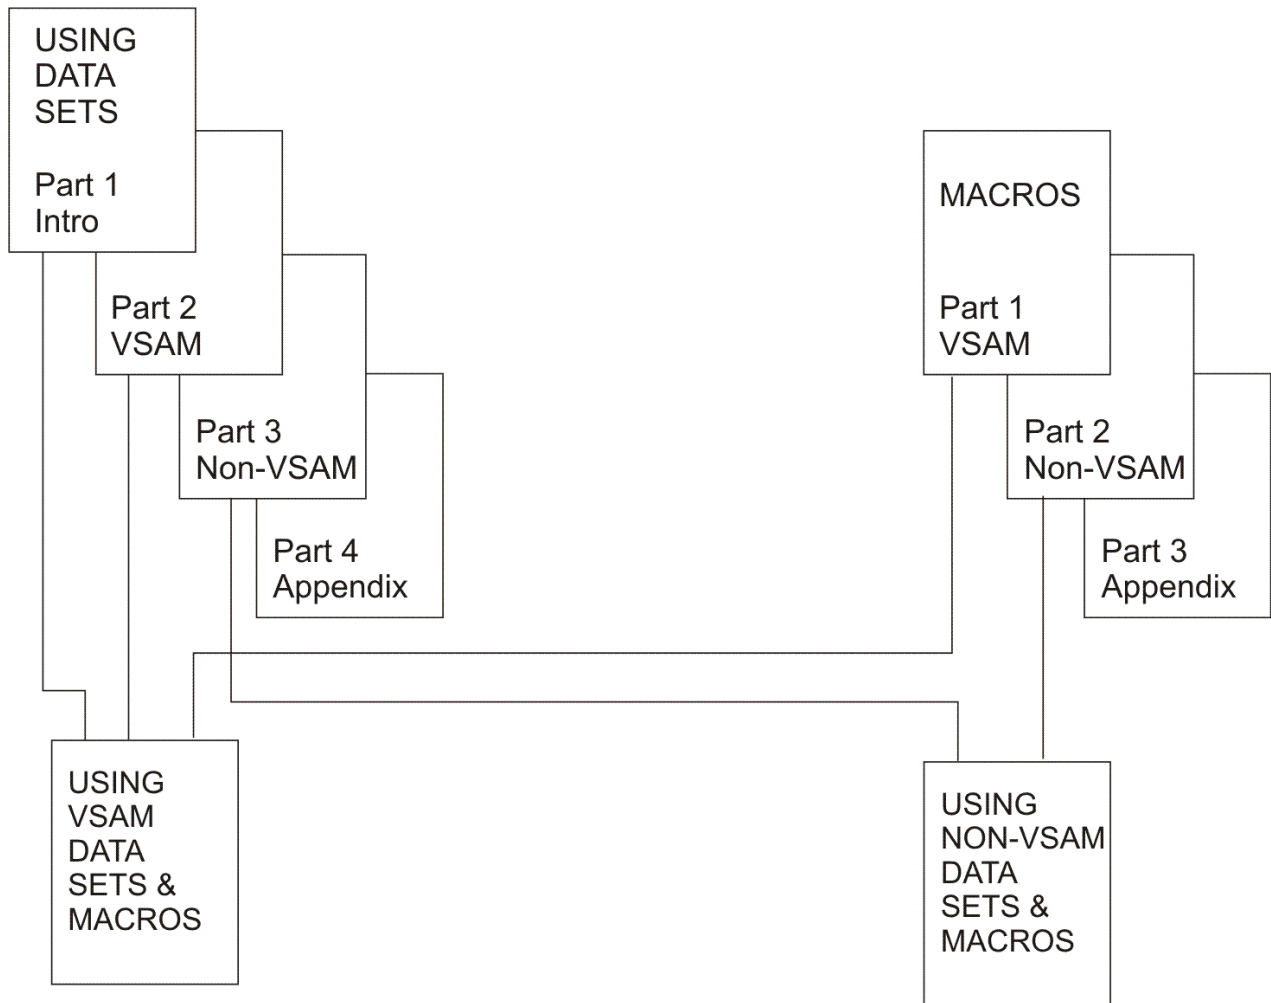 USING
DATA
SETS
Part 1
Intro
Part 2
VSAM
Part 3
Non-VSAM
Part 4
Appendix
MACROS
Part 1
VSAM
Part 2
Non-VSAM
Part 3
Appendix
USING
VSAM
DATA
SETS &
MACROS
USING
NON-VSAM
DATA
SETS &
MACROS